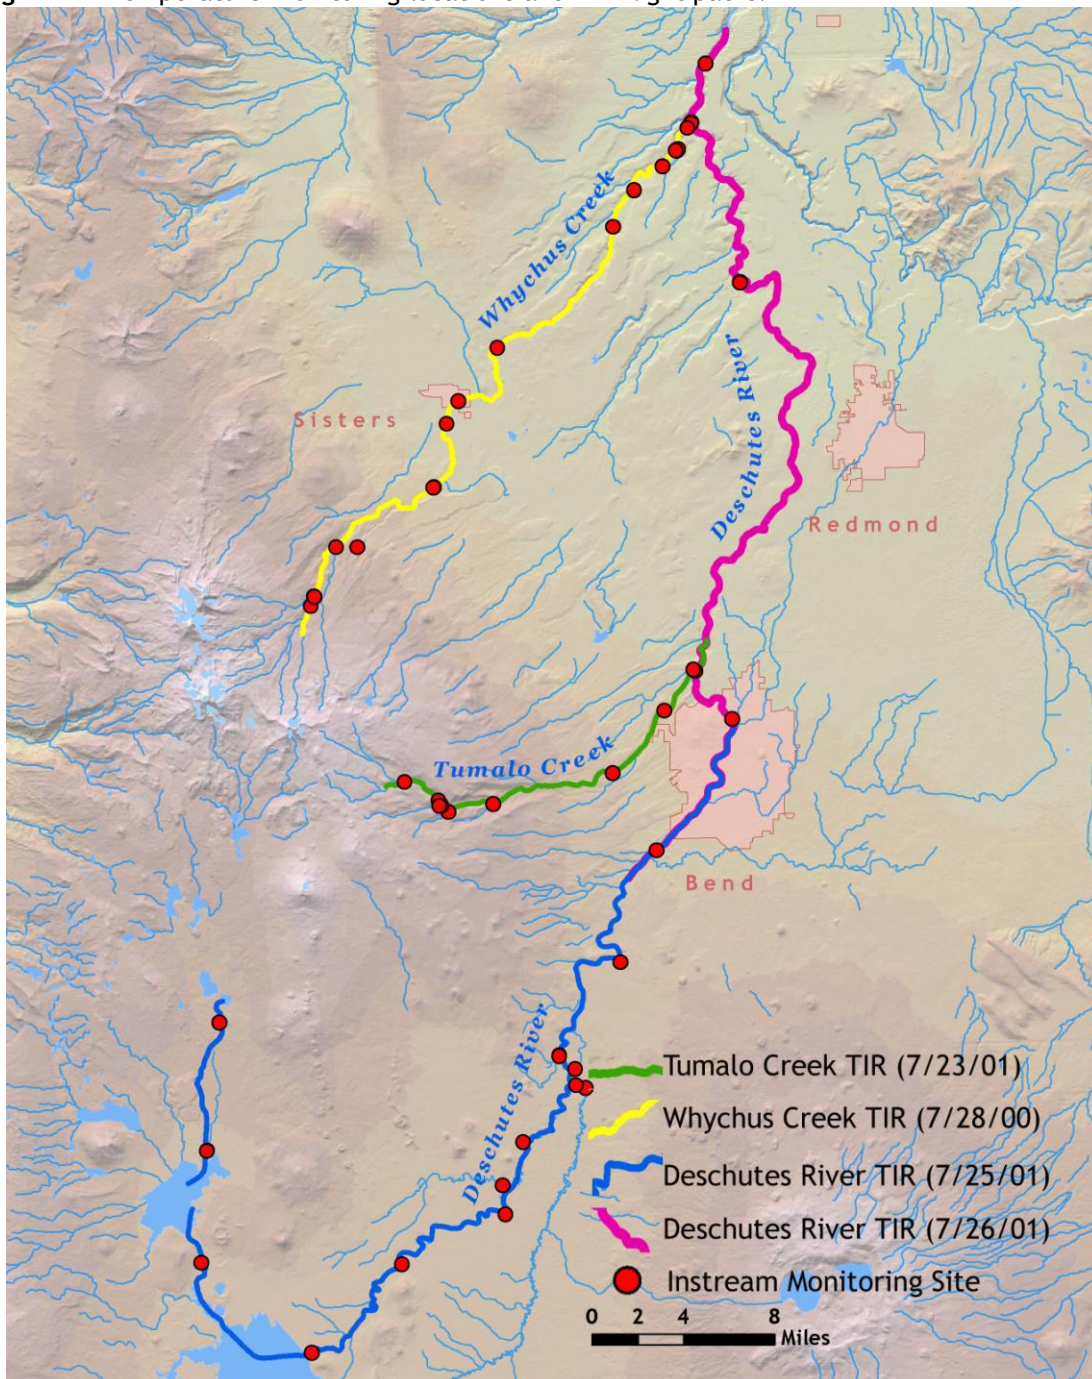 Whychus Creek
Sisters
Deschutes River
Redmond
Tumalo Creek
Bend
Deschutes River
Tumalo Creek TIR (7/23/01)
Whychus Creek TIR (7/28/00)
Deschutes River TIR (7/25/01)
Deschutes River TIR (7/26/01)
Instream Monitoring Site
0 2 4 8
Miles